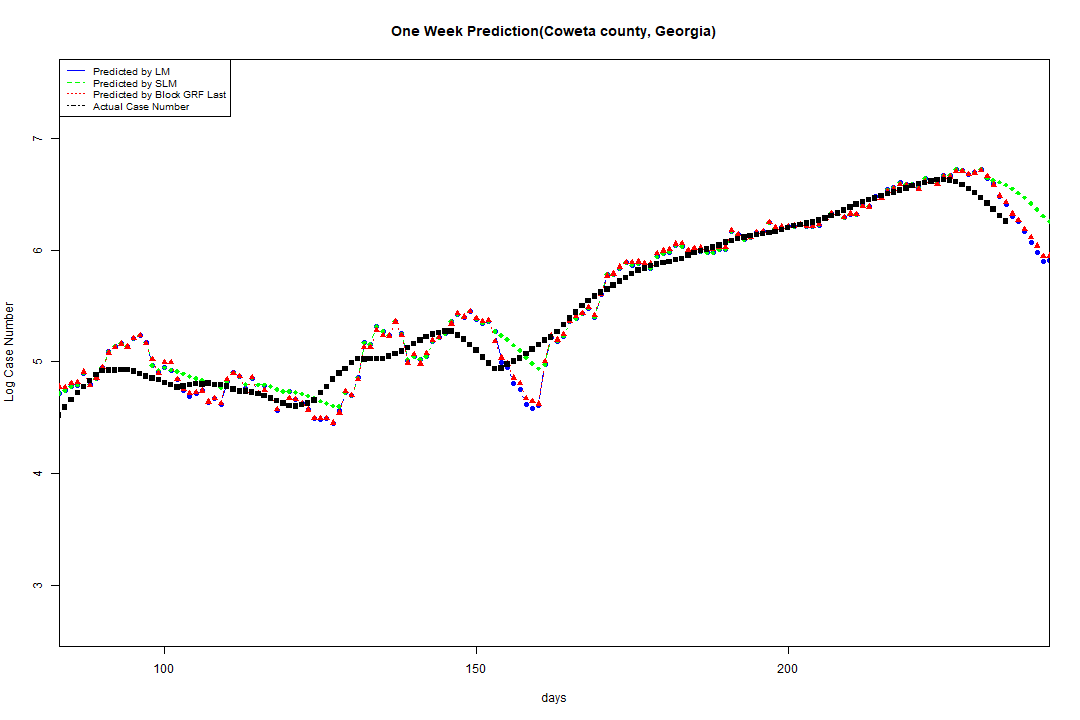 One Week Prediction(Coweta county, Georgia)
Predicted by LM
Predicted by SLM
Predicted by Block GRF Last
Actual Case Number
7
6
5
4
3
Log Case Number
100 150 200
days